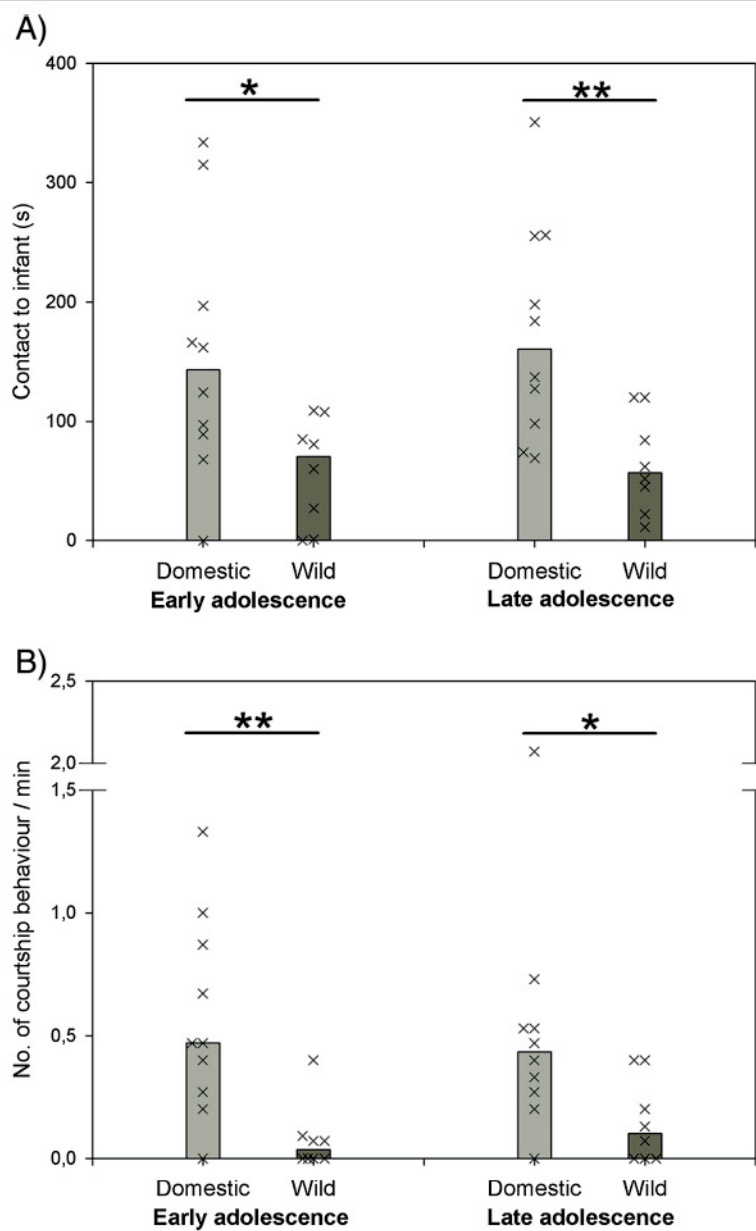 A)
400
300
200
100
0
Contact to infant (s)
*
**
Domestic Wild Domestic Wild
Early adolescence Late adolescence
B)
2,5
2,0
1,5
1,0
0,5
0,0
No. of courtship behaviour / min
**
*
Domestic Wild Domestic Wild
Early adolescence Late adolescence